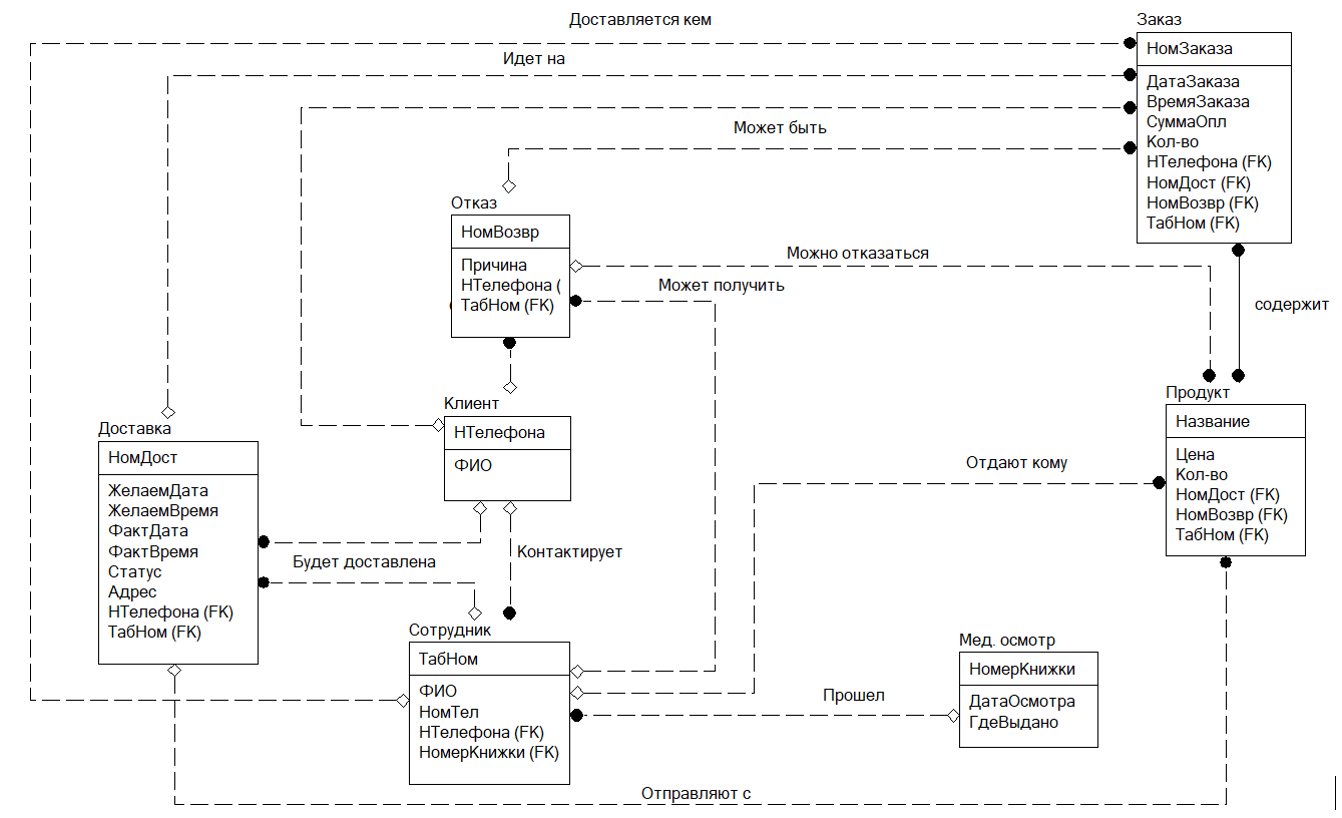 Доставляется кем
Заказ
НомЗаказа
ДатаЗаказа
ВремяЗаказа
СуммаОпл
Кол-во
НТелефона (FK)
НомДост (FK)
НомВозвр (FK)
ТабНом (FK)
Идет на
Может быть
Отказ
НомВозвр
Причина
НТелефона (
ТабНом (FK)
Можно отказаться
Может получить
содержит
Клиент
НТелефона
ФИО
Продукт
Название
Цена
Кол-во
НомДост (FK)
НомВозвр (FK)
ТабНом (FK)
Доставка
НомДост
ЖелаемДата
ЖелаемВремя
ФактДата
ФактВремя
Статус
Адрес
НТелефона (FK)
ТабНом (FK)
Отдают кому
Контактирует
Будет доставлена
Сотрудник
ТабНом
ФИО
НомТел
НТелефона (FK)
НомерКнижки (FK)
Мед. осмотр
НомерКнижки
ДатаОсмотра
ГдеВыдано
Прошел
Отправляют с